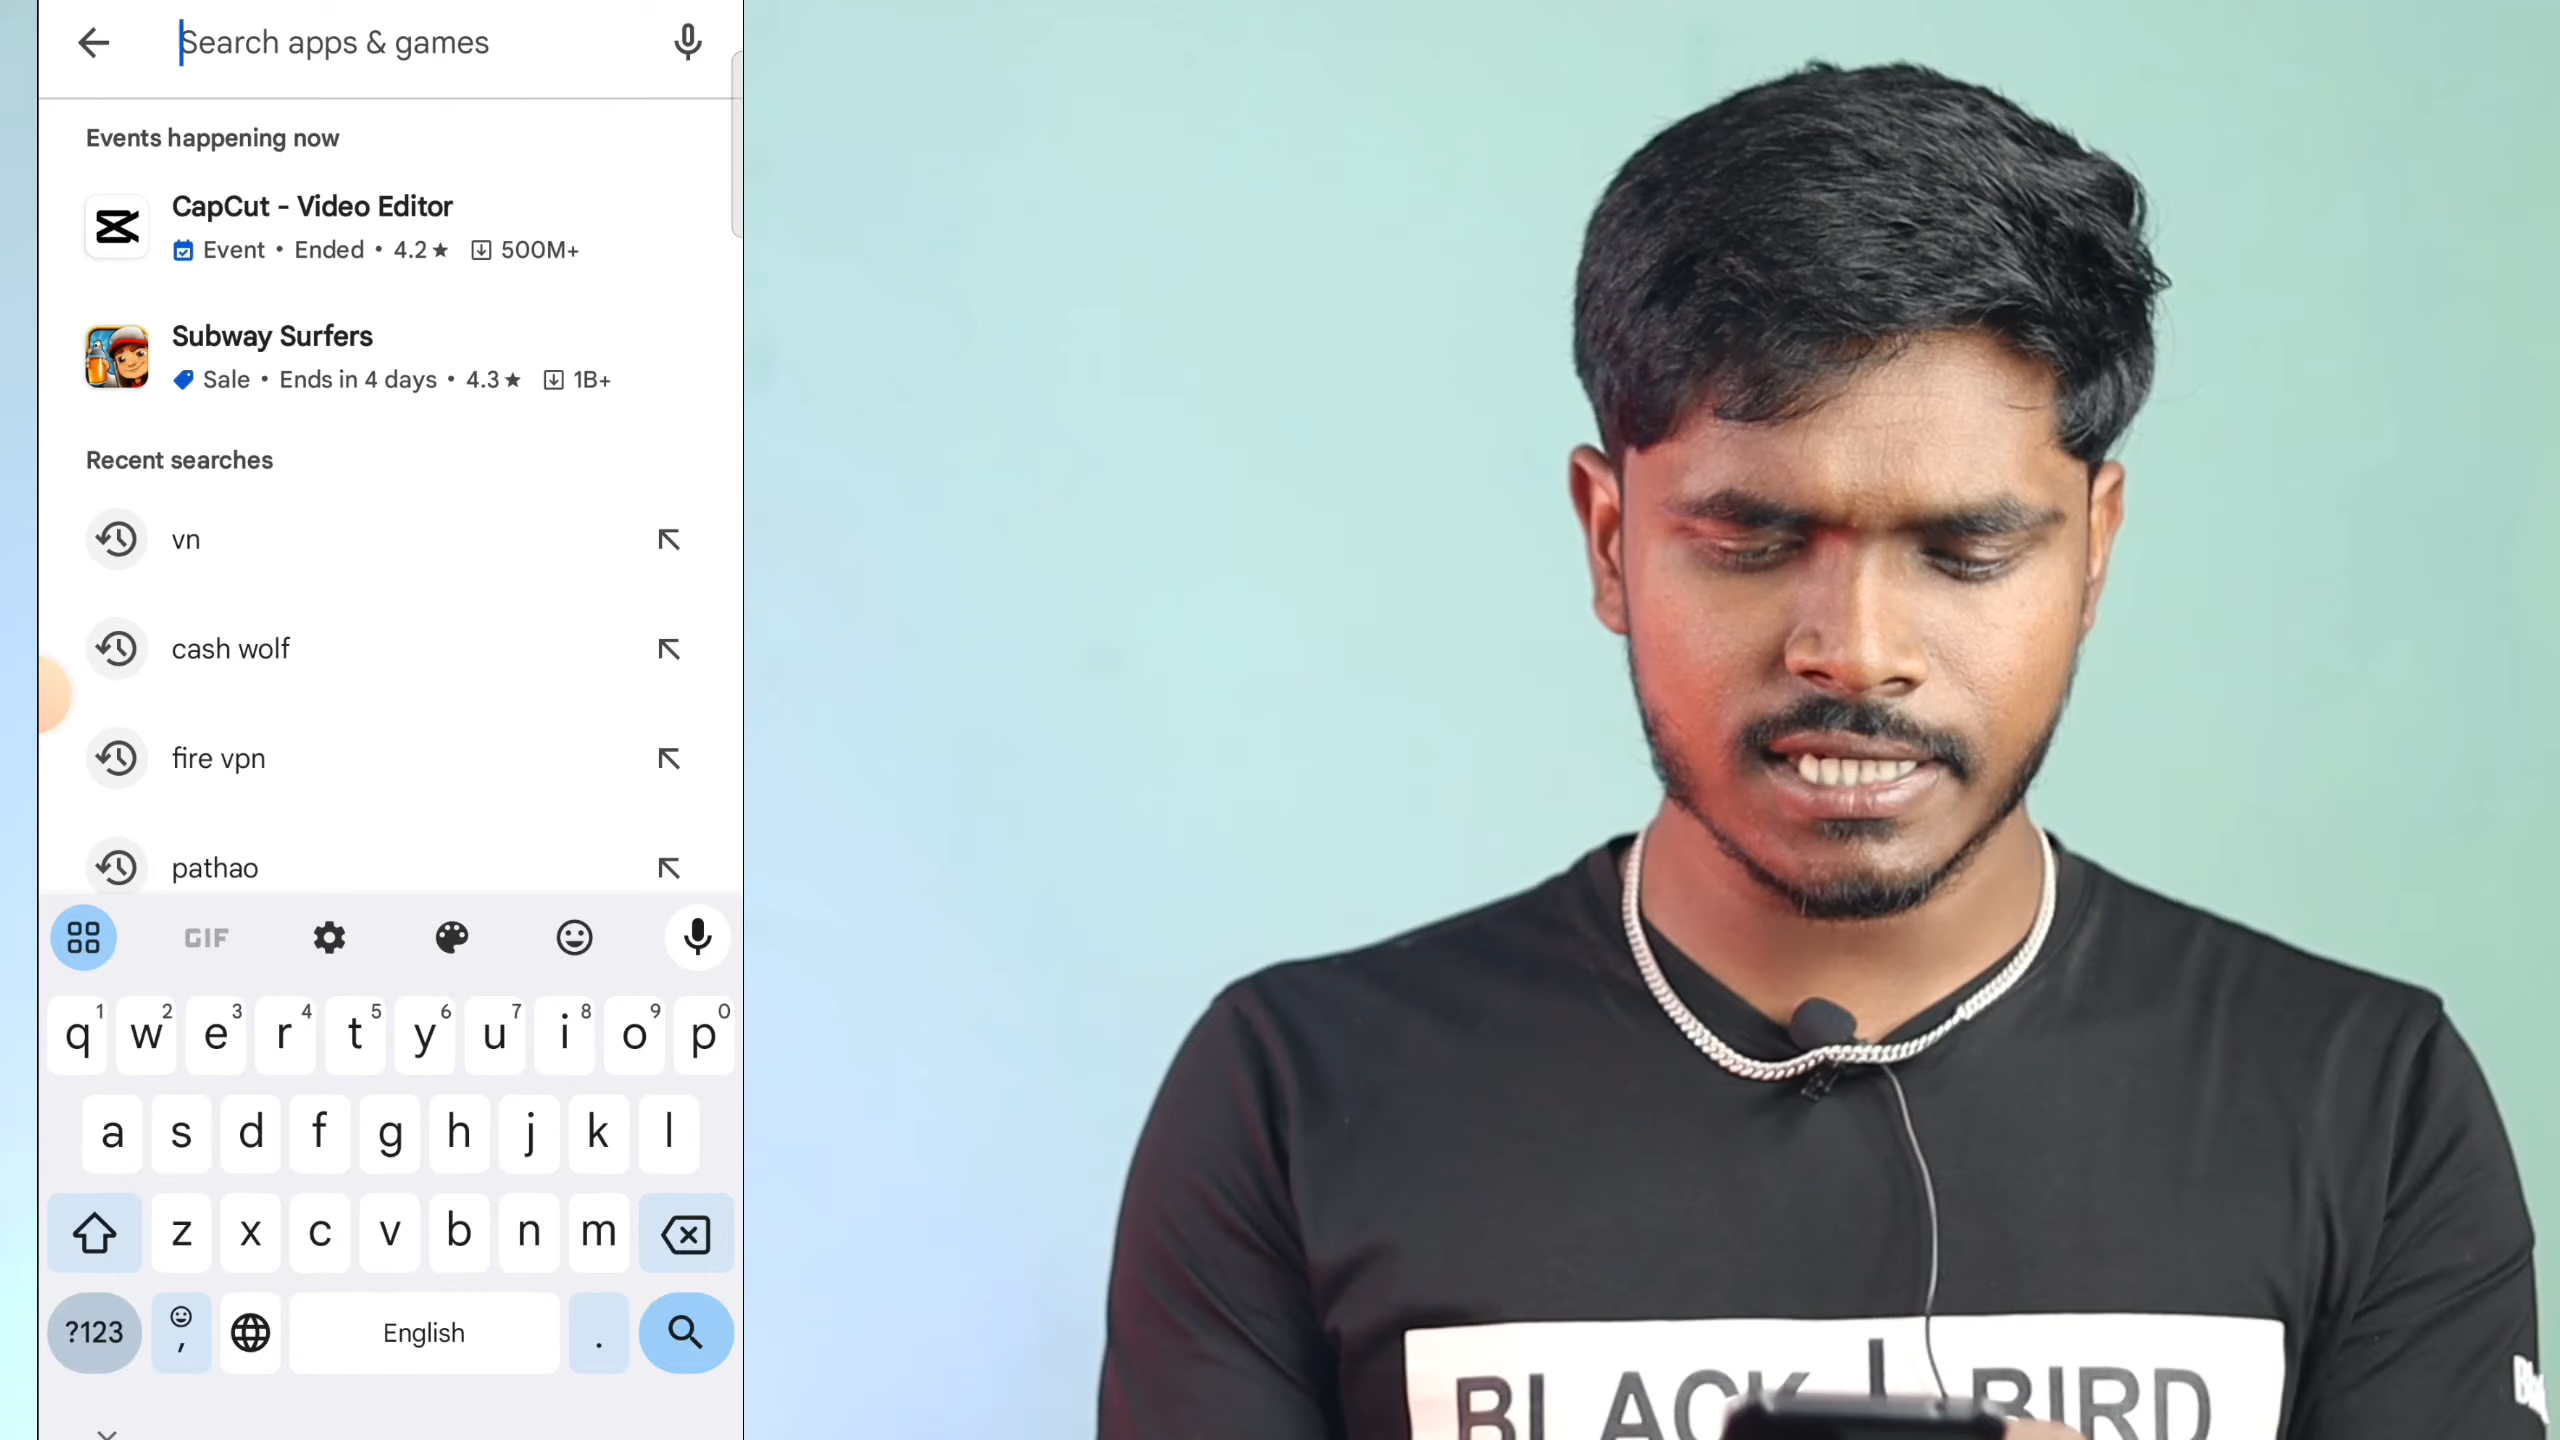 Search apps & games
Events happening now
CapCut - Video Editor
Event • Ended • 4.2 ★ 500M+
Subway Surfers
Sale • Ends in 4 days • 4.3 ★ 1B+
Recent searches
vn
cash wolf
fire vpn
pathao
GIF
q 1 w 2 e 3 r 4 t 5 y 6 u 7 i 8 o 9 p 0
a s d f g h j k l
z x c v b n m
?123 , English .
BLACK BIRD